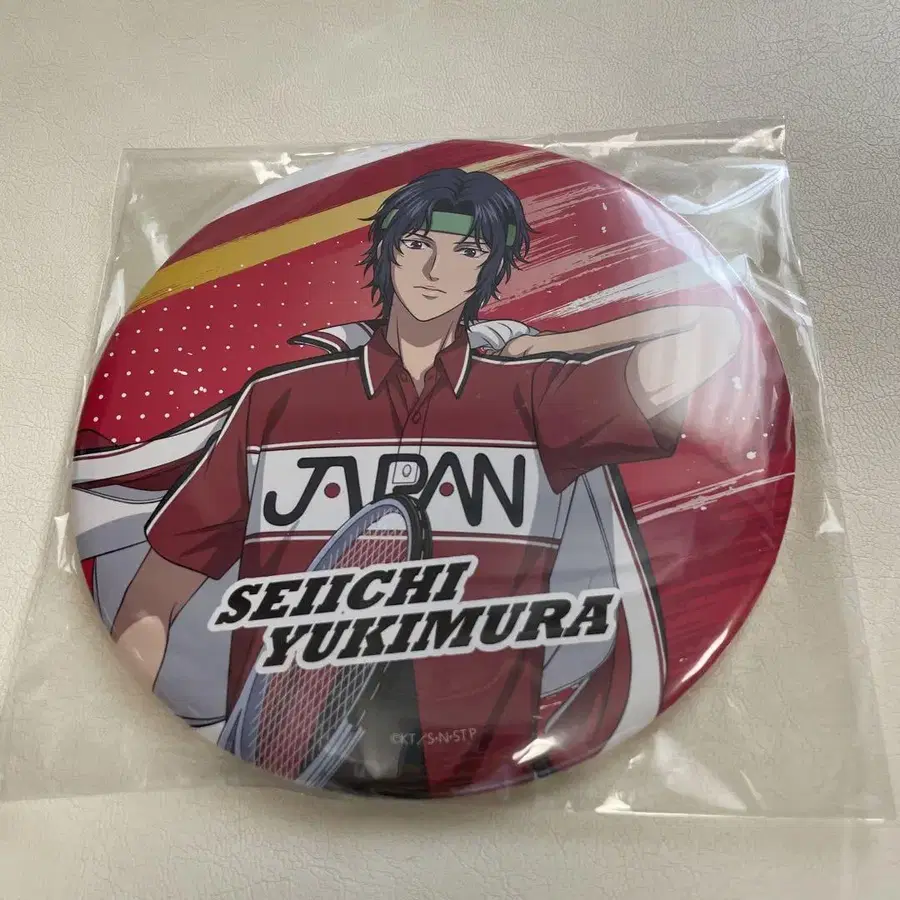 JAPAN
SEIICHI
YUKIMURA
©KT/S・N・STP